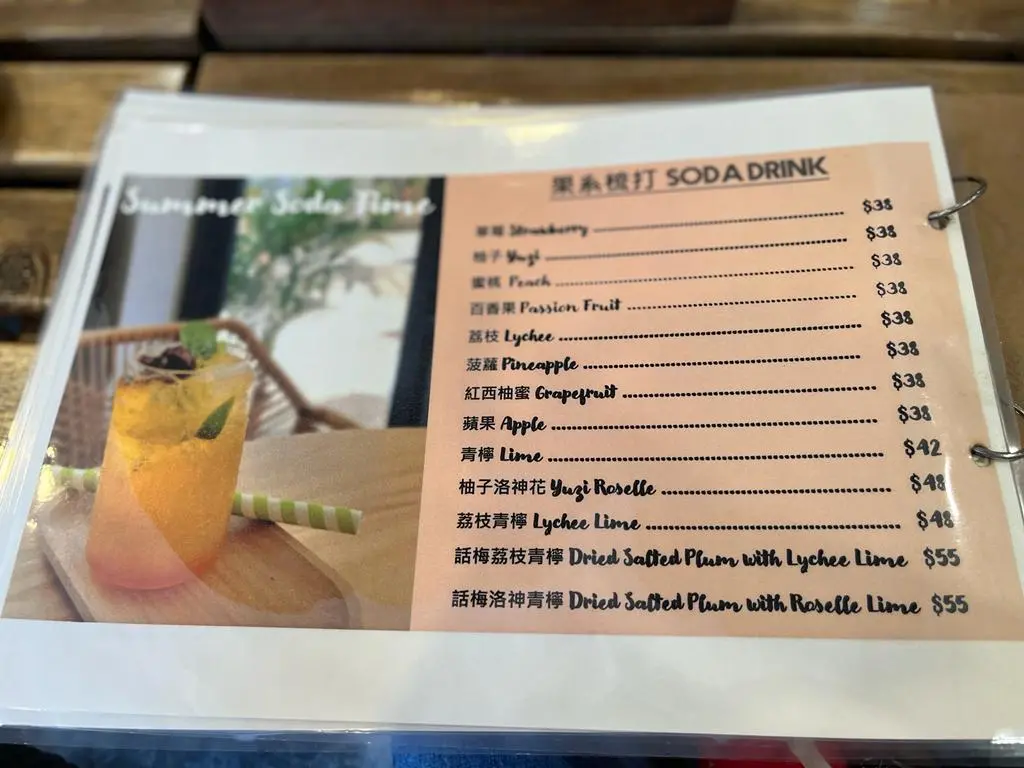 Summer Soda Time
果系梳打 SODA DRINK
草莓 Strawberry $38
柚子 Yuzi $38
蜜桃 Peach $38
百香果 Passion Fruit $38
荔枝 Lychee $38
菠蘿 Pineapple $38
紅西柚蜜 Grapefruit $38
蘋果 Apple $38
青檸 Lime $42
柚子洛神花 Yuzi Roselle $48
荔枝青檸 Lychee Lime $48
話梅荔枝青檸 Dried Salted Plum with Lychee Lime $55
話梅洛神青檸 Dried Salted Plum with Roselle Lime $55